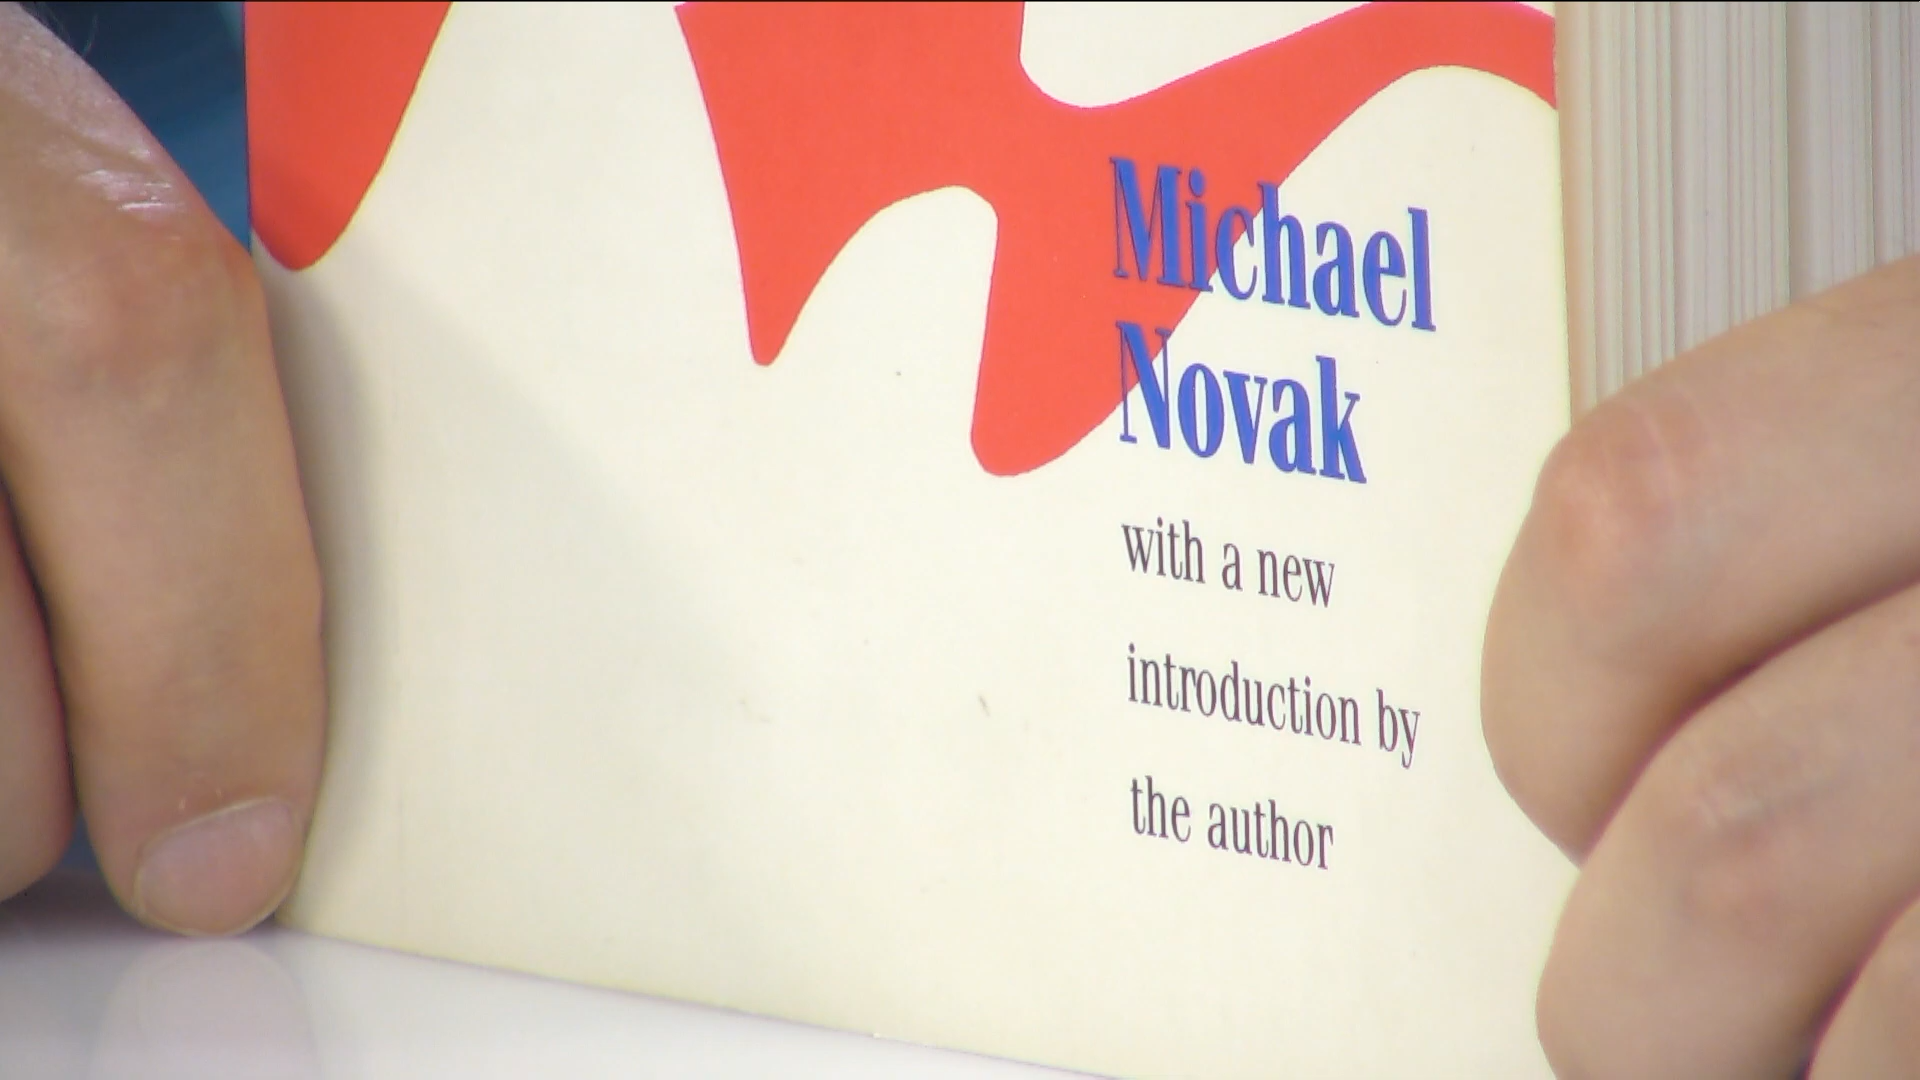 Michael
Novak
with a new
introduction by
the author